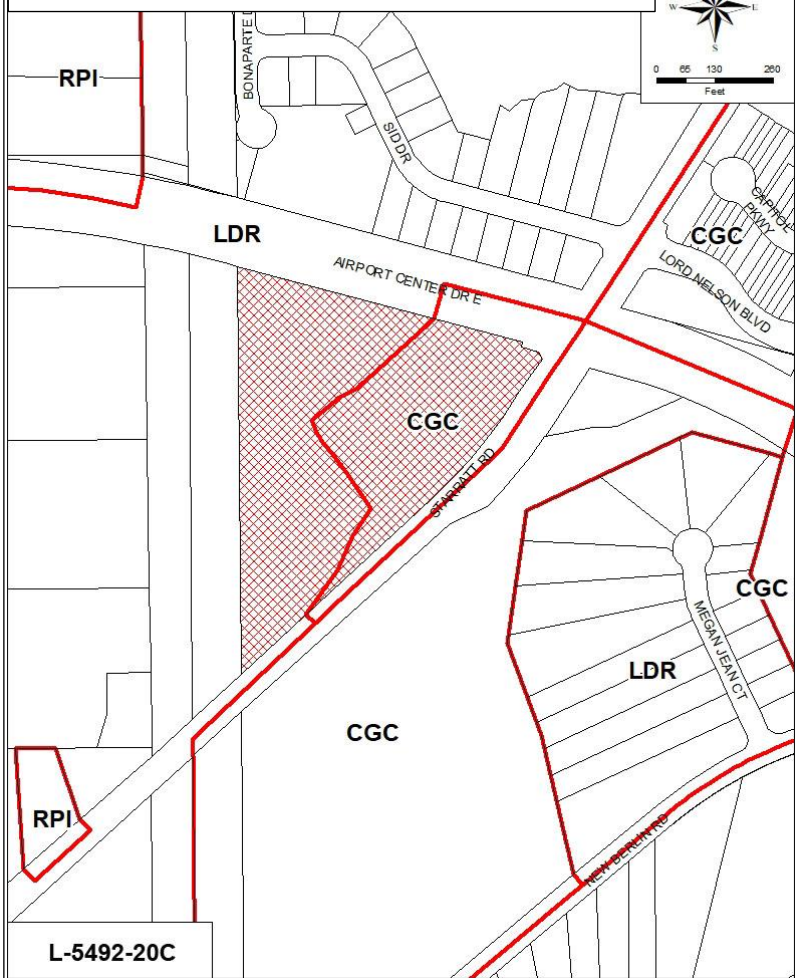 W E
S
0 65 130 260
Feet
RPI
SID DR
CAPITOL
PKWY
LDR
CGC
LORD NELSON BLVD
AIRPORT CENTER DR E
CGC
STARRATT RD
CGC
MEGAN JEAN CT
LDR
CGC
RPI
NEW BERLIN RD
L-5492-20C